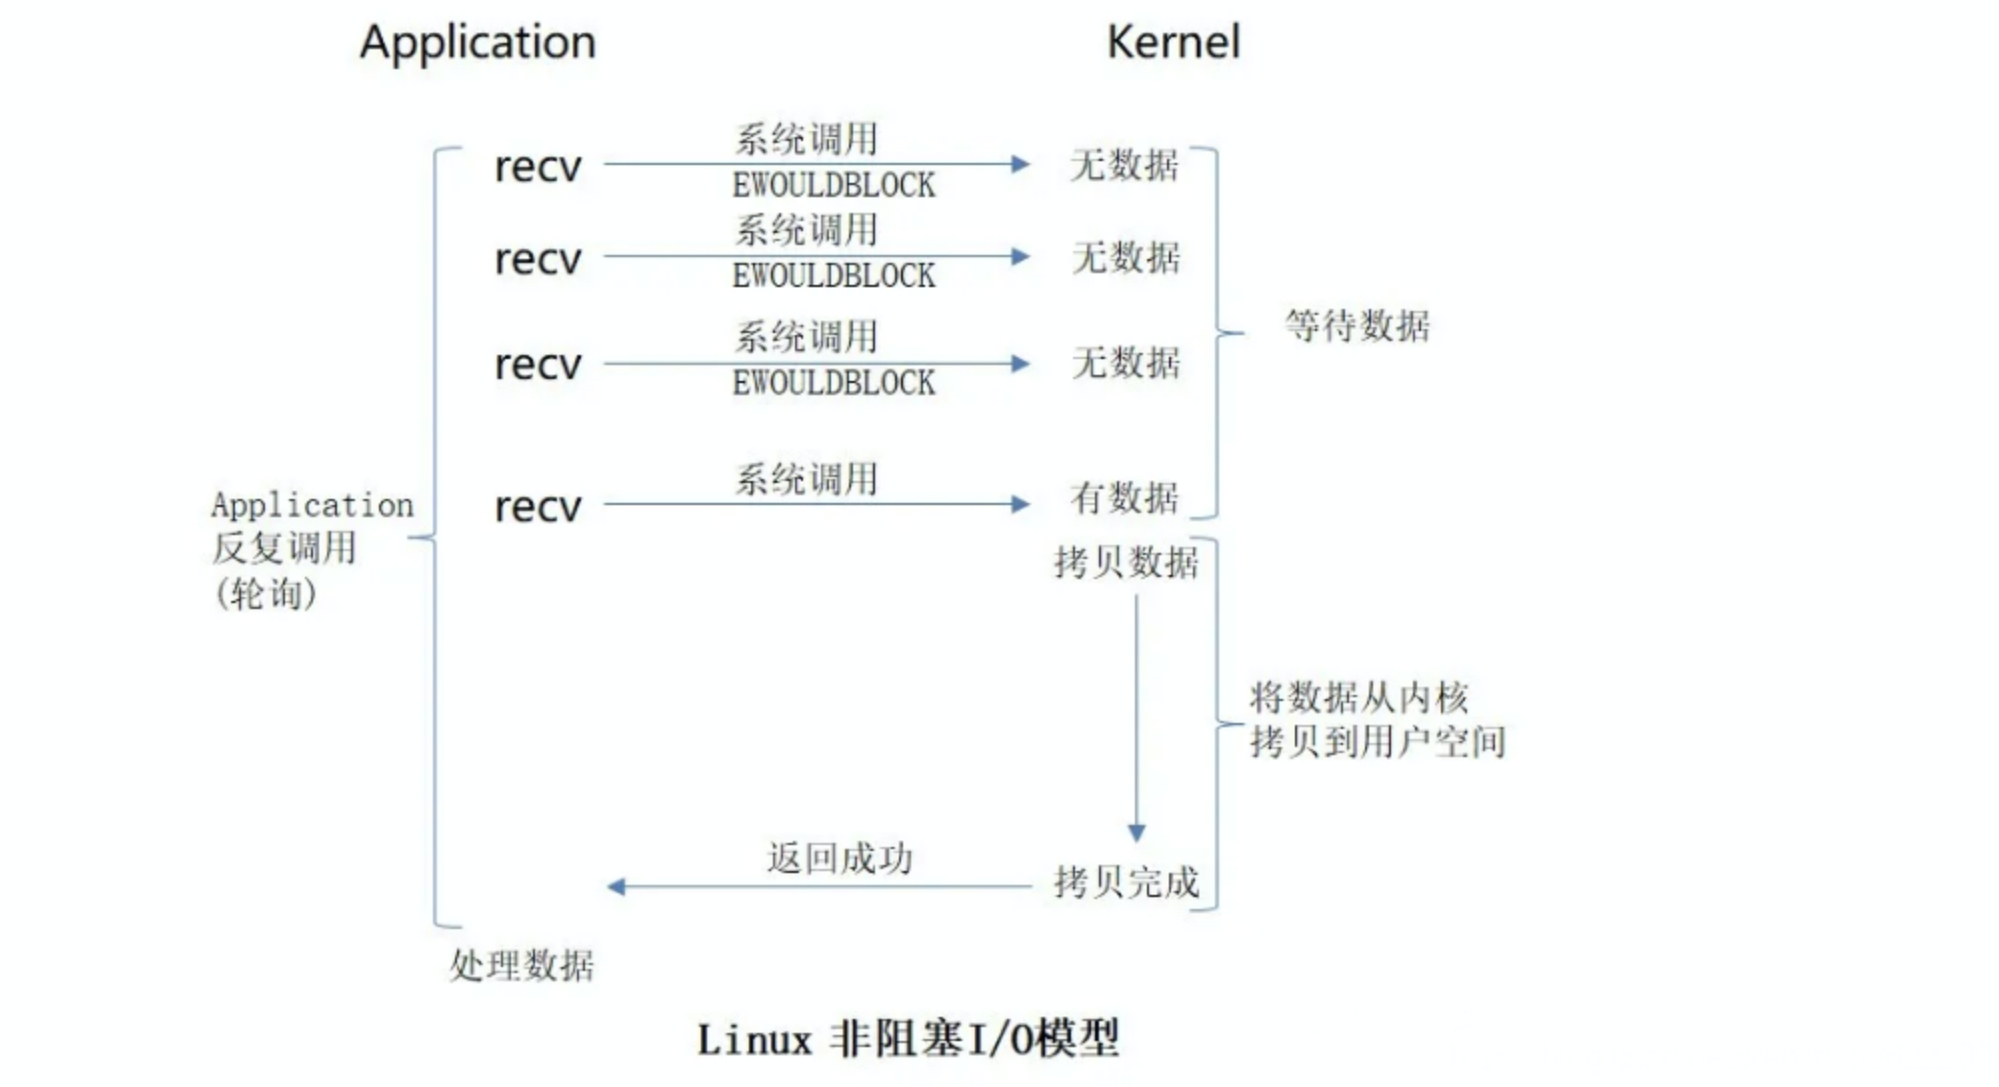 Application
Kernel
系统调用
recv
无数据
EWOULDBLOCK
系统调用
recv
无数据
EWOULDBLOCK
等待数据
系统调用
recv
无数据
EWOULDBLOCK
系统调用
recv
有数据
Application
反复调用
(轮询)
拷贝数据
将数据从内核
拷贝到用户空间
返回成功
拷贝完成
处理数据
Linux 非阻塞I/O模型